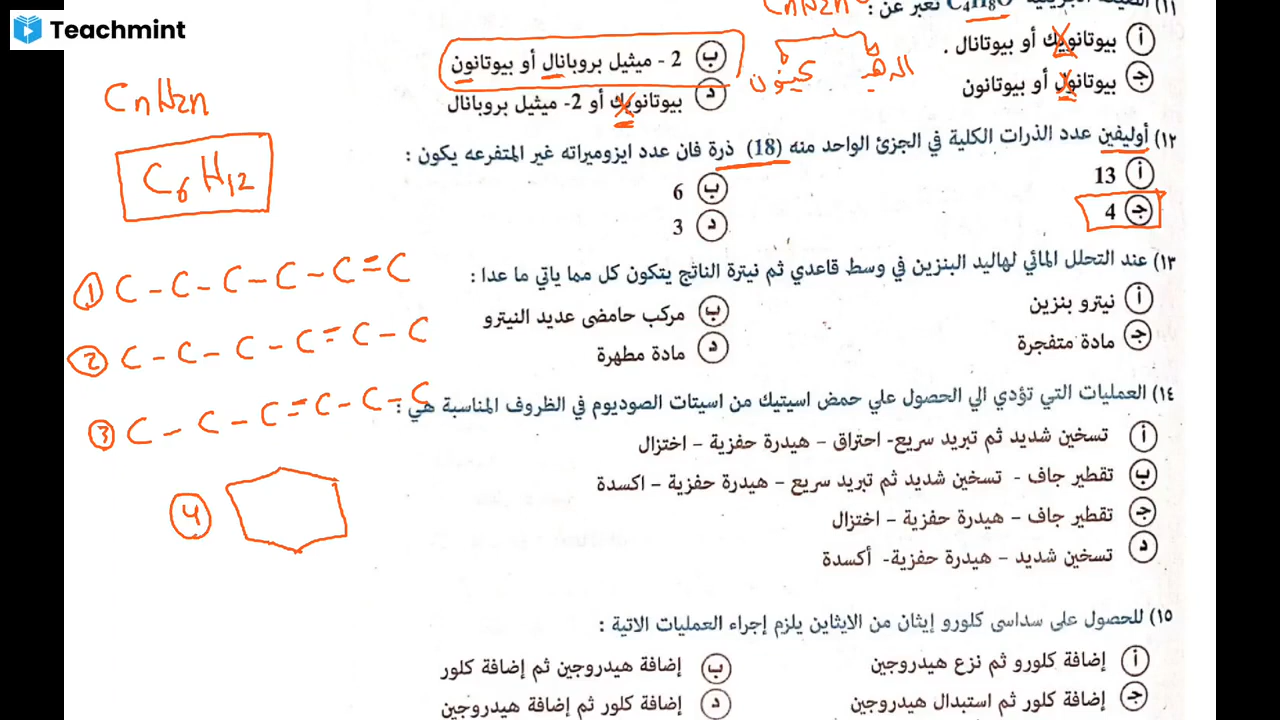 Teachmint
C₄H₈O تعبر عن :
أ بيوتانويك أو بيوتانال .
ب 2 - ميثيل بروبانال أو بيوتانون
الدهيد
كيتون
ج بيوتانول أو بيوتانون
د بيوتانويك أو 2- ميثيل بروبانال
CnH2n
C6H12
١٢) أوليفين عدد الذرات الكلية في الجزئ الواحد منه (18) ذرة فان عدد ايزوميراته غير المتفرعه يكون :
أ 13
ب 6
ج 4
د 3
1 C - C - C - C - C = C
2 C - C - C - C = C - C
3 C - C - C = C - C - C
4
١٣) عند التحلل المائي لهاليد البنزين في وسط قاعدي ثم نيترة الناتج يتكون كل مما ياتي ما عدا :
أ نيترو بنزين
ب مركب حامضى عديد النيترو
ج مادة متفجرة
د مادة مطهرة
١٤) العمليات التي تؤدي الي الحصول علي حمض اسيتيك من اسيتات الصوديوم في الظروف المناسبة هي :
أ تسخين شديد ثم تبريد سريع- احتراق – هيدرة حفزية – اختزال
ب تقطير جاف - تسخين شديد ثم تبريد سريع – هيدرة حفزية – اكسدة
ج تقطير جاف – هيدرة حفزية – اختزال
د تسخين شديد – هيدرة حفزية- أكسدة
١٥) للحصول على سداسى كلورو إيثان من الايثاين يلزم إجراء العمليات الاتية :
أ إضافة كلورو ثم نزع هيدروجين
ب إضافة هيدروجين ثم إضافة كلور
ج إضافة كلور ثم استبدال هيدروجين
د إضافة كلور ثم إضافة هيدروجين